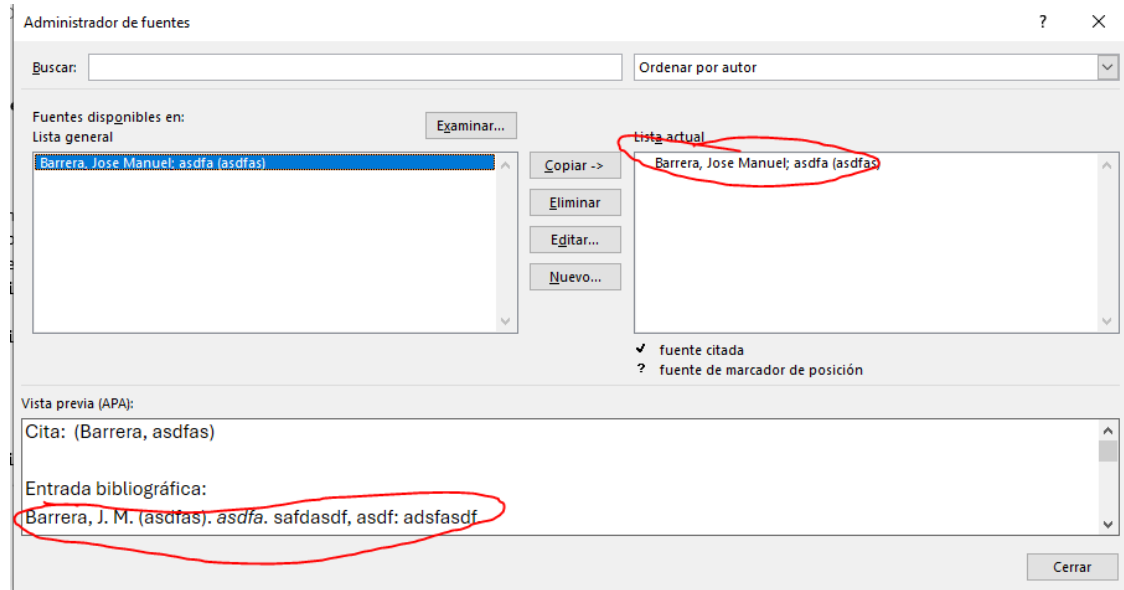 Administrador de fuentes
? ×
Buscar:
Ordenar por autor
Fuentes disponibles en:
Lista general
Examinar...
Lista actual
Barrera, Jose Manuel; asdfa (asdfas)
Copiar ->
Eliminar
Editar...
Nuevo...
Barrera, Jose Manuel; asdfa (asdfas)
✓ fuente citada
? fuente de marcador de posición
Vista previa (APA):
Cita: (Barrera, asdfas)
Entrada bibliográfica:
Barrera, J. M. (asdfas). asdfa. safdasdf, asdf: adsfasdf
Cerrar